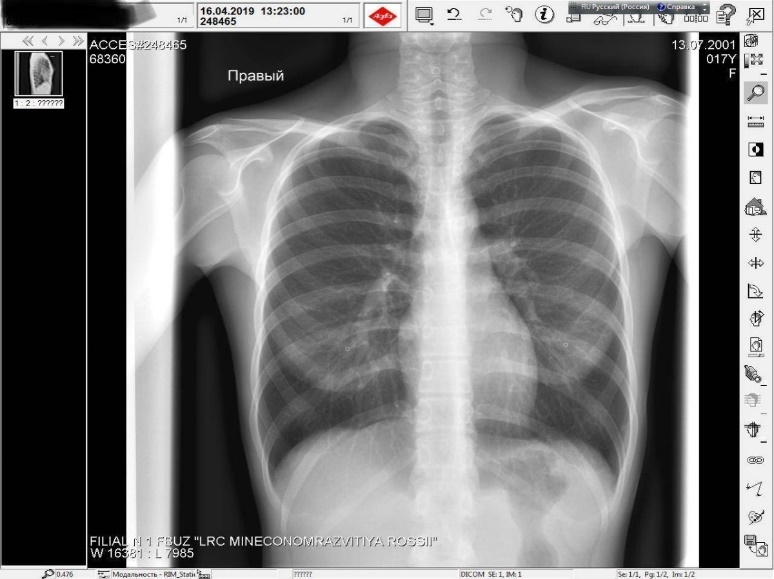 1/1
16.04.2019 13:23:00
248465
1/1
Agfa
RU Русский (Россия)
Справка
1 : 2 : ??????
ACCES#248465
68360
Правый
13.07.2001
017Y
F
FILIAL N 1 FBUZ "LRC MINECONOMRAZVITIYA ROSSII"
W 16381 : L 7985
0.476
Модальность - RIM_Stati
??????
DICOM SE: 1, IM: 1
Se: 1/1, Pg: 1/2, Im: 1/2